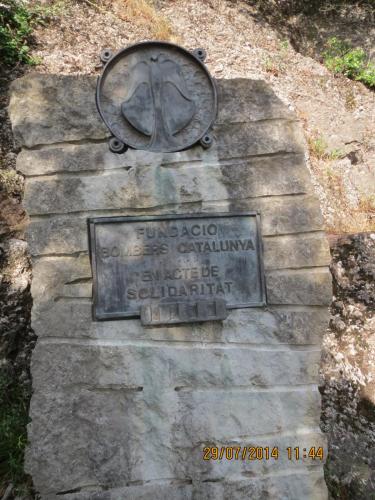 FUNDACIO
BOMBERS CATALUNYA
EN ACTE DE
SOLIDARITAT
29/07/2014 11:44